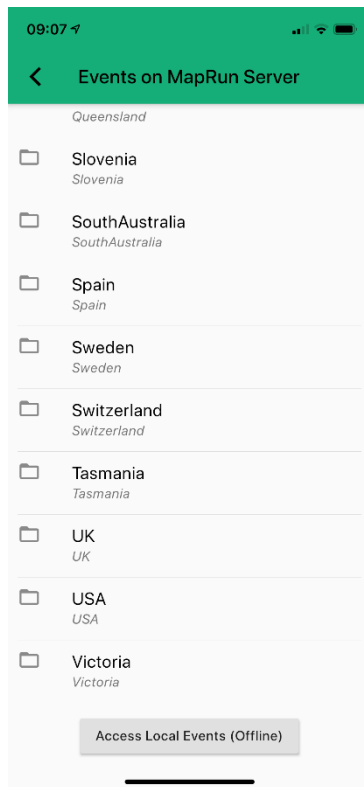 09:07
Events on MapRun Server
Queensland
Slovenia
Slovenia
SouthAustralia
SouthAustralia
Spain
Spain
Sweden
Sweden
Switzerland
Switzerland
Tasmania
Tasmania
UK
UK
USA
USA
Victoria
Victoria
Access Local Events (Offline)